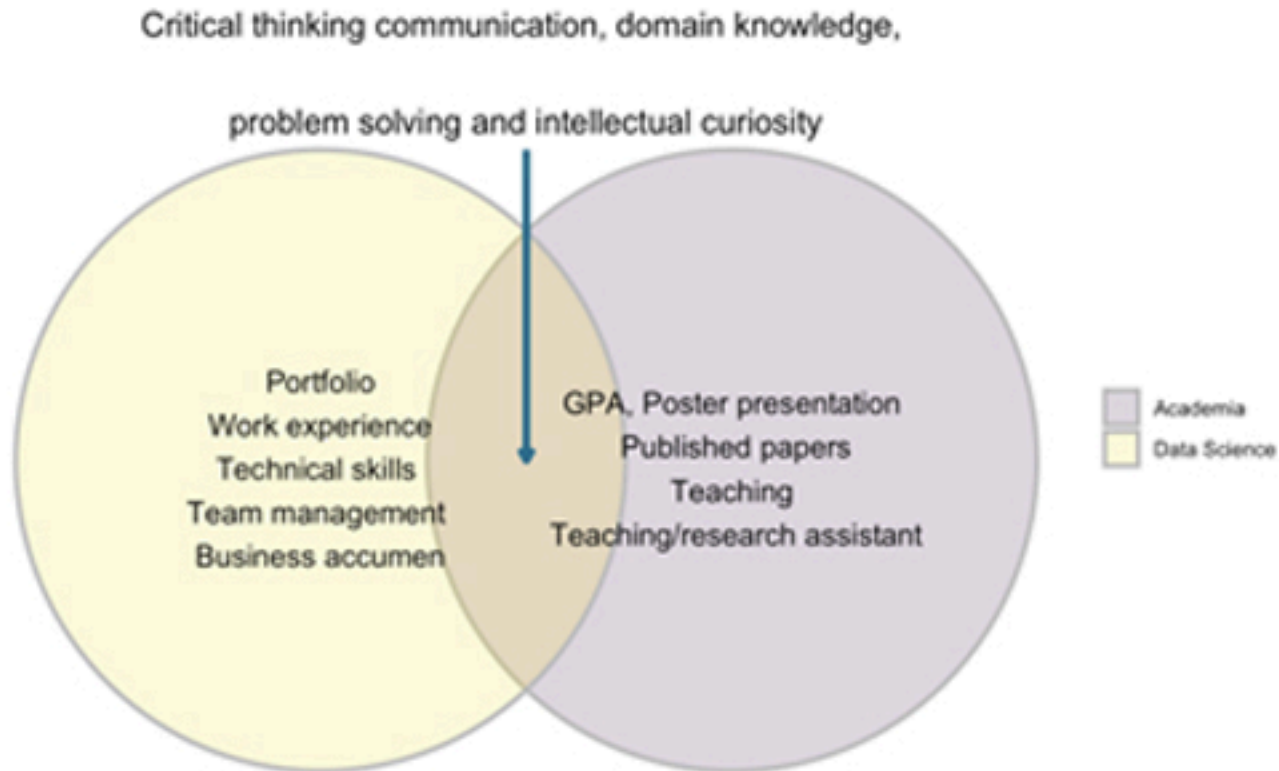 Critical thinking communication, domain knowledge,
problem solving and intellectual curiosity
Portfolio
Work experience
Technical skills
Team management
Business accumen
GPA, Poster presentation
Published papers
Teaching
Teaching/research assistant
Academia
Data Science